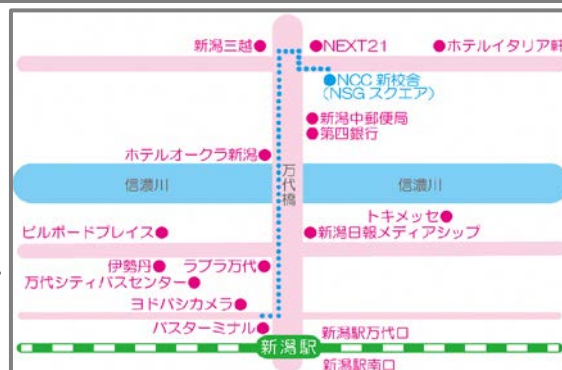 新潟三越●
●NEXT21
●ホテルイタリア軒
●NCC 新校舎
(NSG スクエア)
●新潟中郵便局
●第四銀行
ホテルオークラ新潟●
信濃川
万代橋
信濃川
トキメッセ●
ビルボードプレイス●
●新潟日報メディアシップ
伊勢丹●
ラブラ万代●
万代シティバスセンター●
ヨドバシカメラ●
バスターミナル●
新潟駅万代口
新潟駅
新潟駅南口